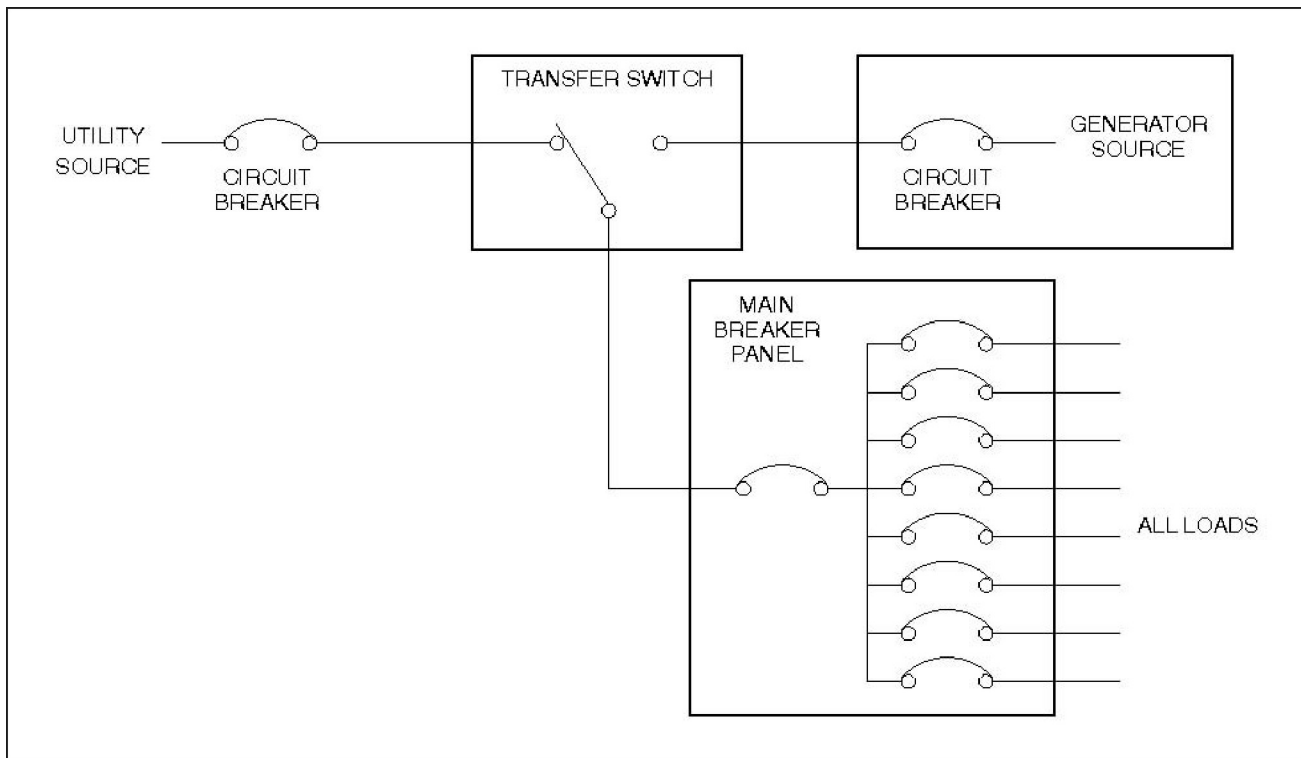 TRANSFER SWITCH
UTILITY
SOURCE
CIRCUIT
BREAKER
CIRCUIT
BREAKER
GENERATOR
SOURCE
MAIN
BREAKER
PANEL
ALL LOADS